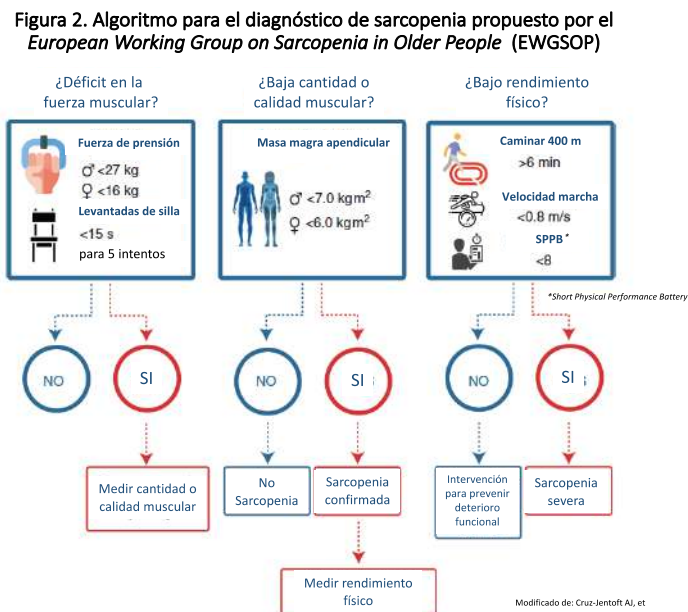 Figura 2. Algoritmo para el diagnóstico de sarcopenia propuesto por el
European Working Group on Sarcopenia in Older People (EWGSOP)
¿Déficit en la
fuerza muscular?
Fuerza de prensión
♂ <27 kg
♀ <16 kg
Levantadas de silla
<15 s
para 5 intentos
¿Baja cantidad o
calidad muscular?
Masa magra apendicular
♂ <7.0 kgm²
♀ <6.0 kgm²
¿Bajo rendimiento
físico?
Caminar 400 m
>6 min
Velocidad marcha
<0.8 m/s
SPPB*
<8
*Short Physical Performance Battery
NO
SI
NO
SI
NO
SI
Medir cantidad o
calidad muscular
No
Sarcopenia
Sarcopenia
confirmada
Intervención
para prevenir
deterioro
funcional
Sarcopenia
severa
Medir rendimiento
físico
Modificado de: Cruz-Jentoft AJ, et